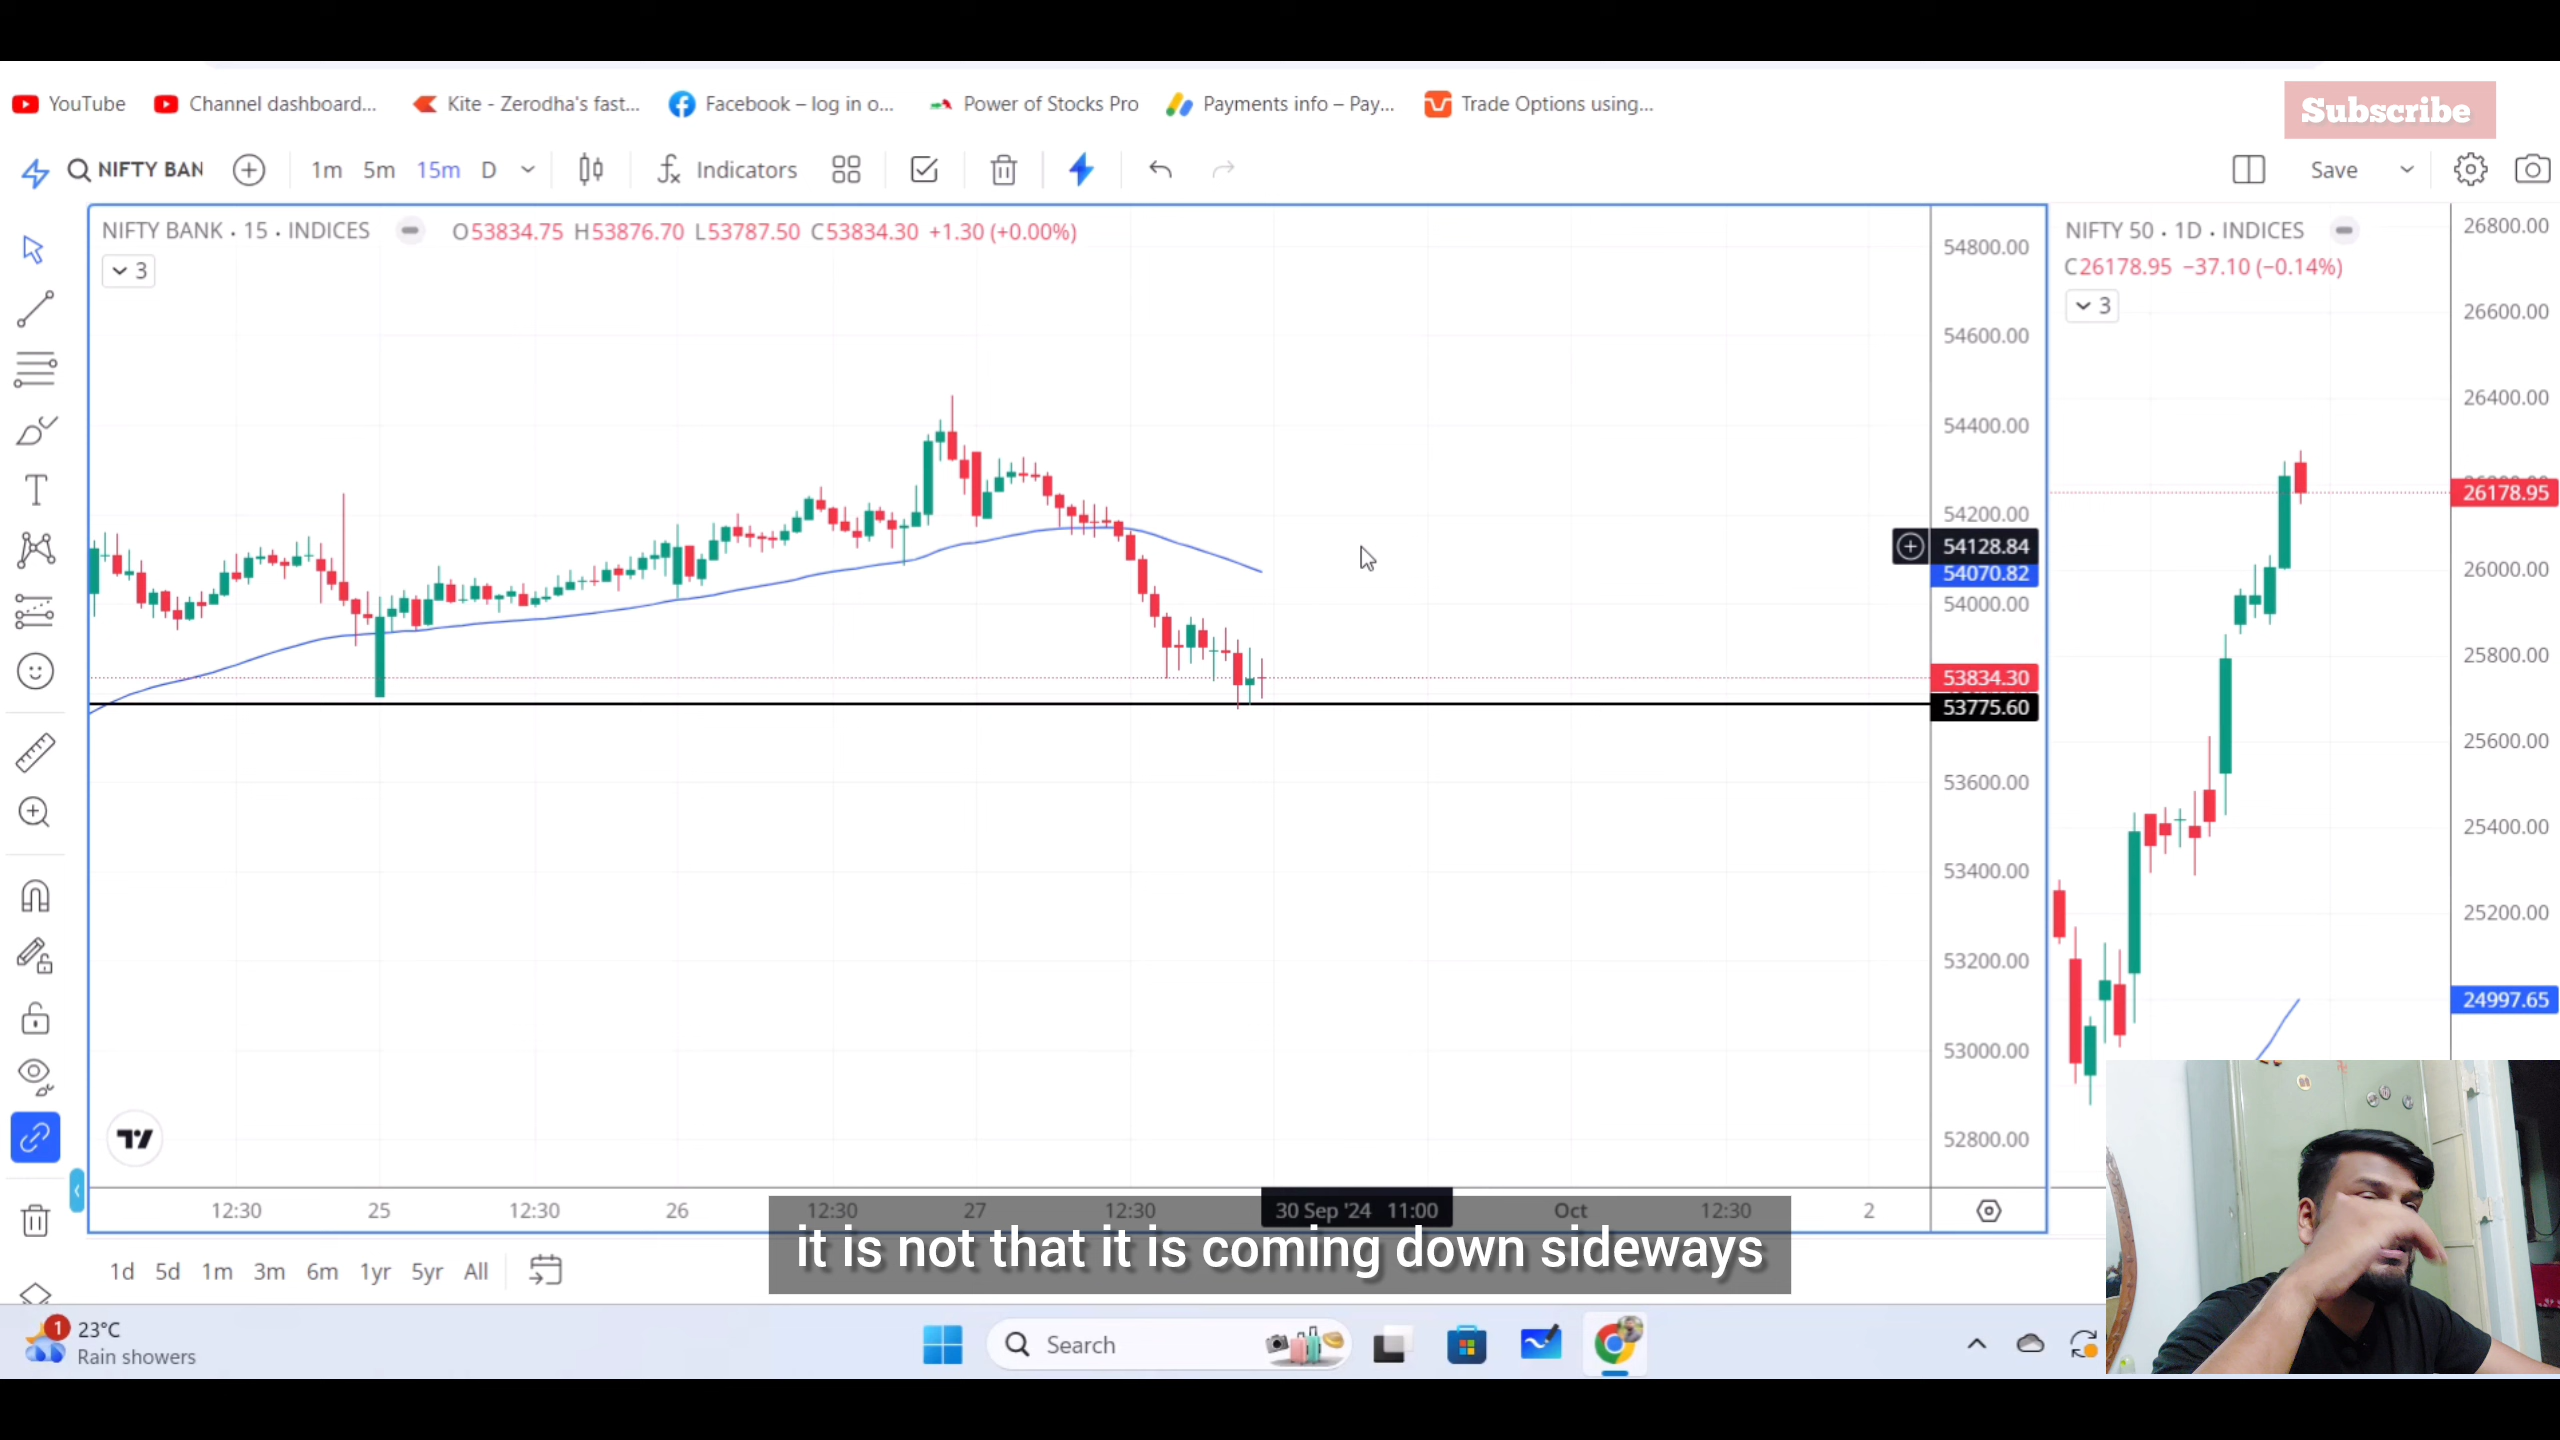 YouTube
Channel dashboard...
Kite - Zerodha's fast...
Facebook – log in o...
Power of Stocks Pro
Payments info – Pay...
Trade Options using...
Subscribe
NIFTY BAN
1m 5m 15m D
Indicators
Save
NIFTY BANK · 15 · INDICES
O53834.75 H53876.70 L53787.50 C53834.30 +1.30 (+0.00%)
3
54800.00
54600.00
54400.00
54200.00
54128.84
54070.82
54000.00
53834.30
53775.60
53600.00
53400.00
53200.00
53000.00
52800.00
NIFTY 50 · 1D · INDICES
C26178.95 −37.10 (−0.14%)
3
26800.00
26600.00
26400.00
26178.95
26000.00
25800.00
25600.00
25400.00
25200.00
24997.65
12:30 25 12:30 26 12:30 27 12:30 30 Sep '24 11:00 Oct 12:30 2
it is not that it is coming down sideways
1d 5d 1m 3m 6m 1yr 5yr All
1
23°C
Rain showers
Search